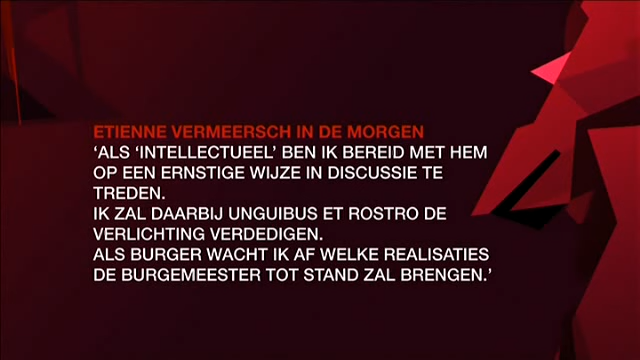 ETIENNE VERMEERSCH IN DE MORGEN
‘ALS ‘INTELLECTUEEL’ BEN IK BEREID MET HEM
OP EEN ERNSTIGE WIJZE IN DISCUSSIE TE
TREDEN.
IK ZAL DAARBIJ UNGUIBUS ET ROSTRO DE
VERLICHTING VERDEDIGEN.
ALS BURGER WACHT IK AF WELKE REALISATIES
DE BURGEMEESTER TOT STAND ZAL BRENGEN.’